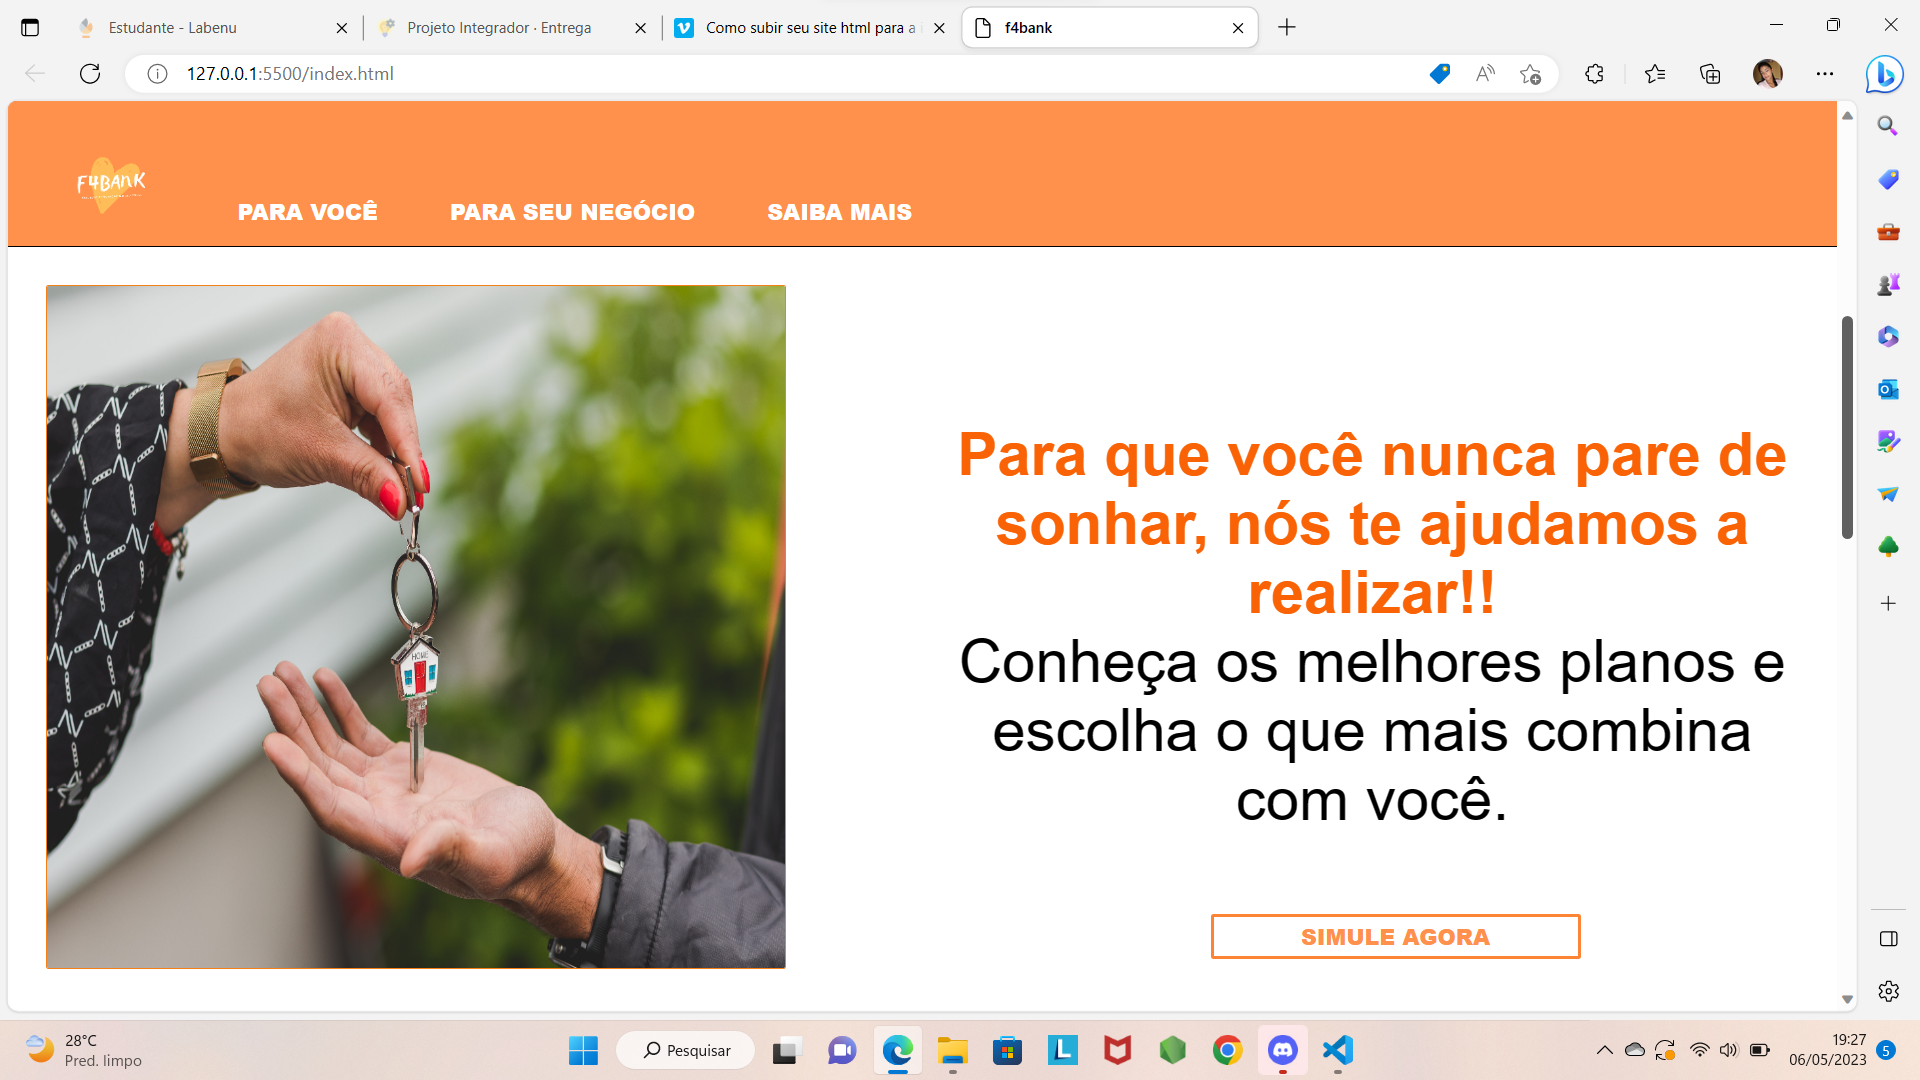 Estudante - Labenu
Projeto Integrador · Entrega
Como subir seu site html para a
f4bank
127.0.0.1:5500/index.html
F4BANK
PARA VOCÊ
PARA SEU NEGÓCIO
SAIBA MAIS
HOME
Para que você nunca pare de
sonhar, nós te ajudamos a
realizar!!
Conheça os melhores planos e
escolha o que mais combina
com você.
SIMULE AGORA
28°C
Pred. limpo
Pesquisar
19:27
06/05/2023
5